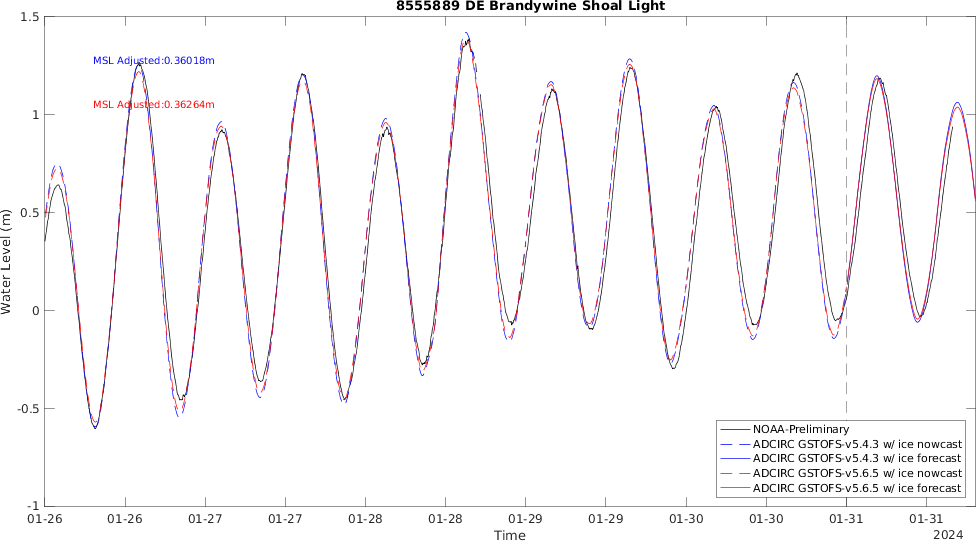 8555889 DE Brandywine Shoal Light
1.5
MSL Adjusted:0.36018m
MSL Adjusted:0.36264m
1
0.5
0
-0.5
-1
Water Level (m)
NOAA-Preliminary
ADCIRC GSTOFS-v5.4.3 w/ ice nowcast
ADCIRC GSTOFS-v5.4.3 w/ ice forecast
ADCIRC GSTOFS-v5.6.5 w/ ice nowcast
ADCIRC GSTOFS-v5.6.5 w/ ice forecast
01-26 01-26 01-27 01-27 01-28 01-28 01-29 01-29 01-30 01-30 01-31 01-31
Time
2024